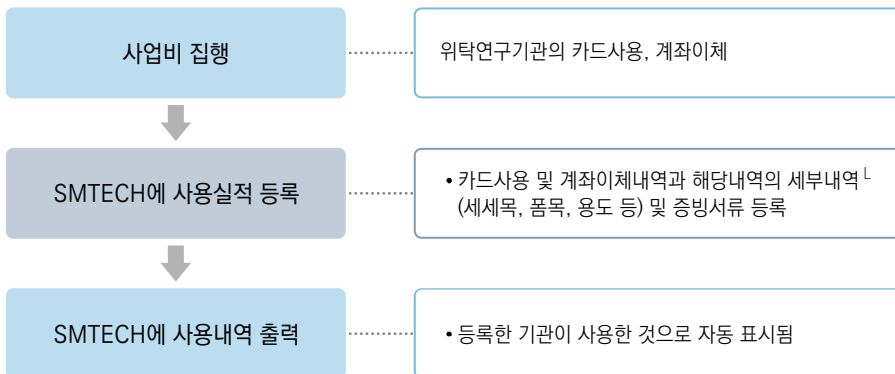 사업비 집행
위탁연구기관의 카드사용, 계좌이체
SMTECH에 사용실적 등록
• 카드사용 및 계좌이체내역과 해당내역의 세부내역└
(세세목, 폼목, 용도 등) 및 증빙서류 등록
SMTECH에 사용내역 출력
• 등록한 기관이 사용한 것으로 자동 표시됨